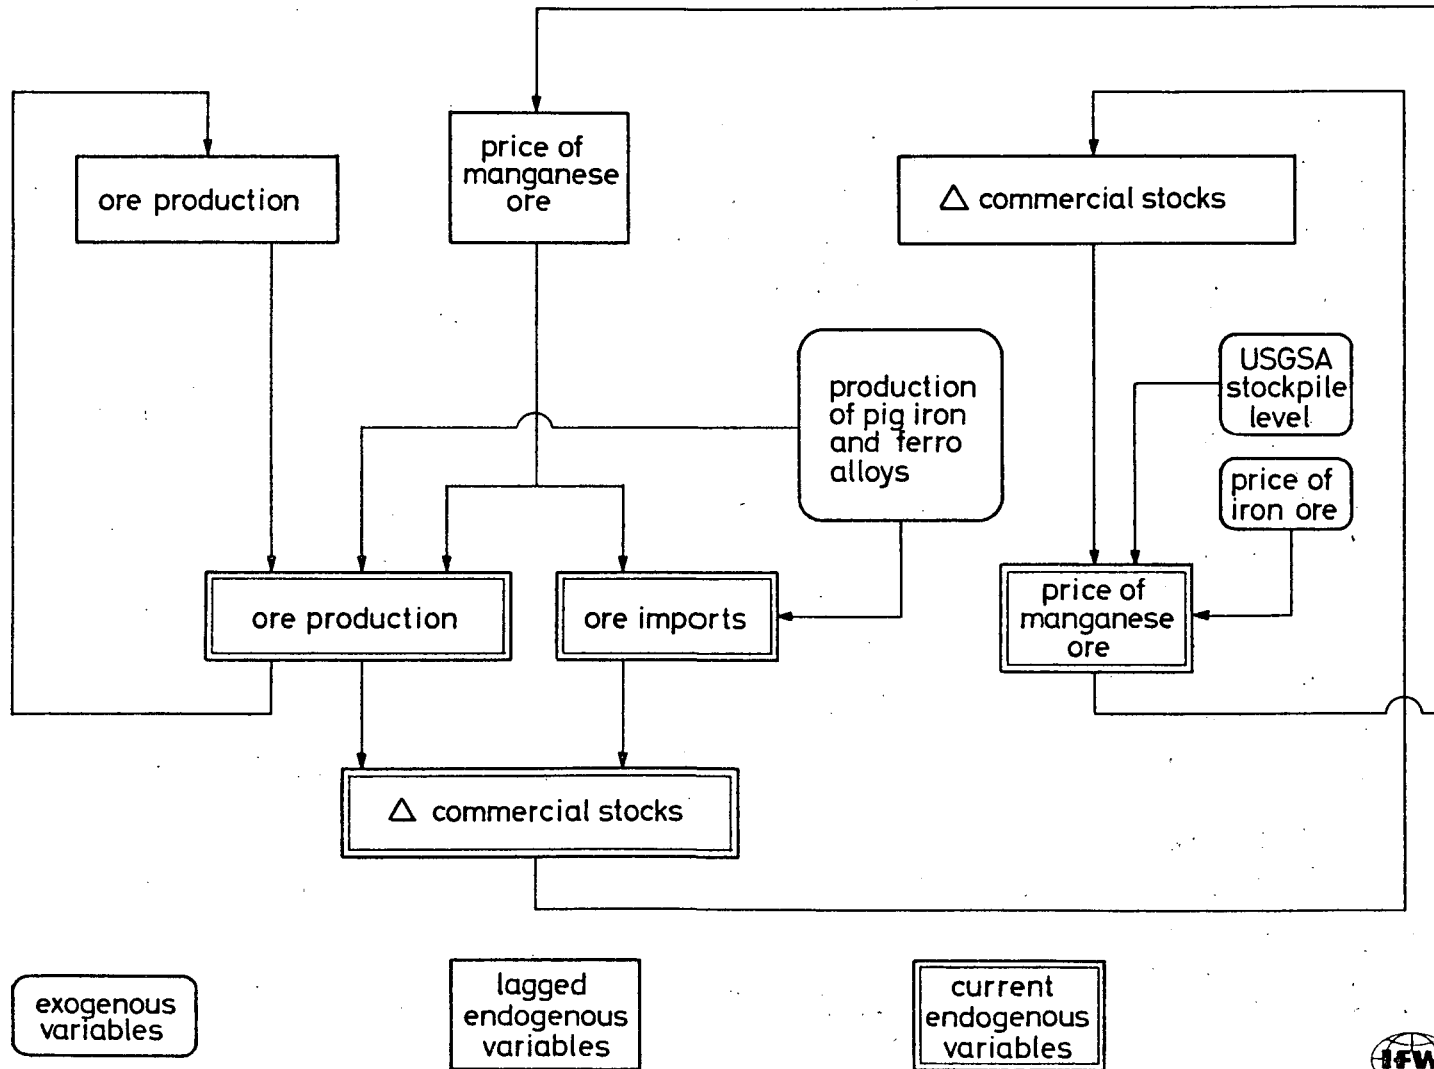 ore production
price of
manganese
ore
△ commercial stocks
production
of pig iron
and ferro
alloys
USGSA
stockpile
level
price of
iron ore
ore production
ore imports
price of
manganese
ore
△ commercial stocks
exogenous
variables
lagged
endogenous
variables
current
endogenous
variables
IFW